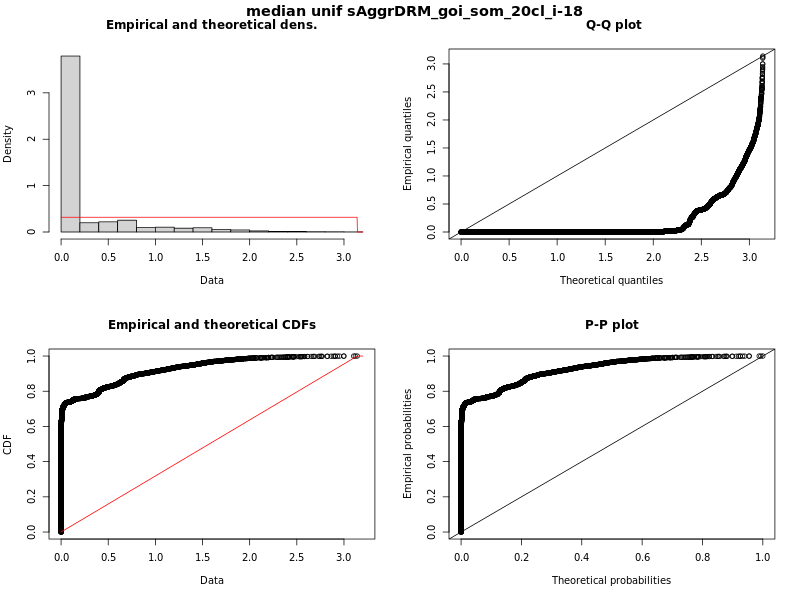 median unif sAggrDRM_goi_som_20cl_i-18
Empirical and theoretical dens.
Density
0 1 2 3
0.0 0.5 1.0 1.5 2.0 2.5 3.0
Data
Q-Q plot
Empirical quantiles
0.0 0.5 1.0 1.5 2.0 2.5 3.0
0.0 0.5 1.0 1.5 2.0 2.5 3.0
Theoretical quantiles
Empirical and theoretical CDFs
CDF
0.0 0.2 0.4 0.6 0.8 1.0
0.0 0.5 1.0 1.5 2.0 2.5 3.0
Data
P-P plot
Empirical probabilities
0.0 0.2 0.4 0.6 0.8 1.0
0.0 0.2 0.4 0.6 0.8 1.0
Theoretical probabilities